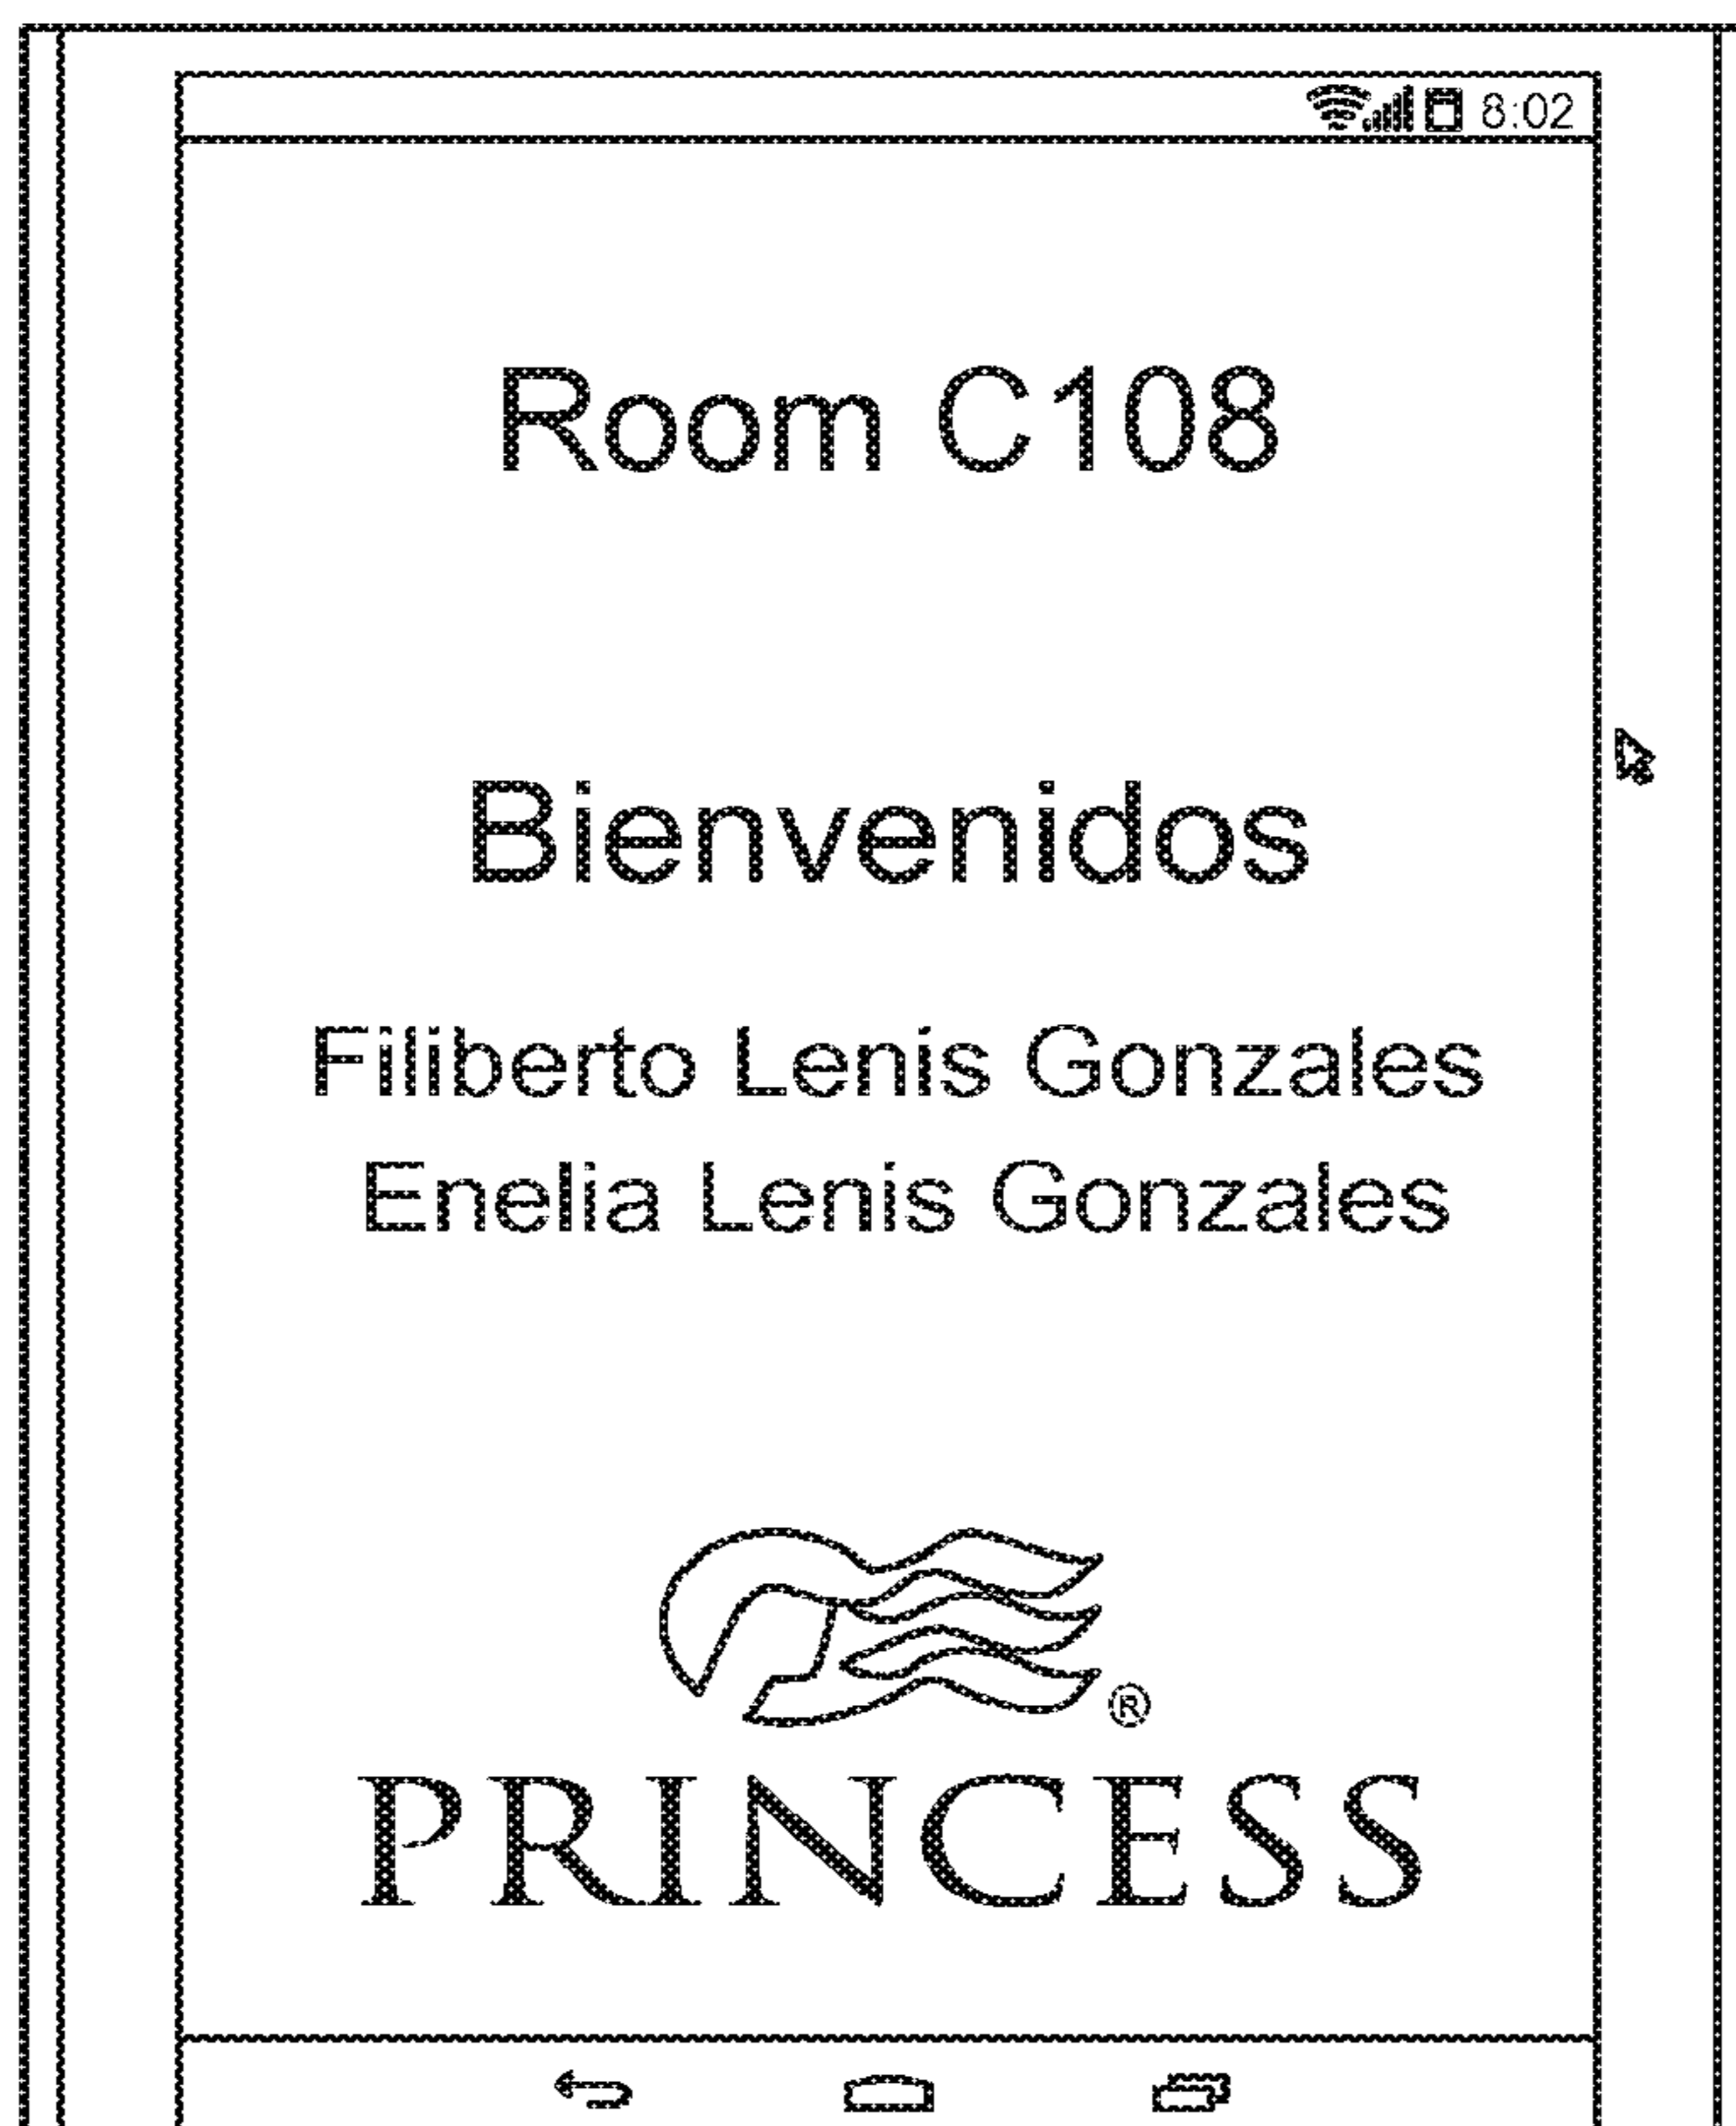 8:02
Room C108
Bienvenidos
Filiberto Lenis Gonzales
Enelia Lenis Gonzales
®
PRINCESS